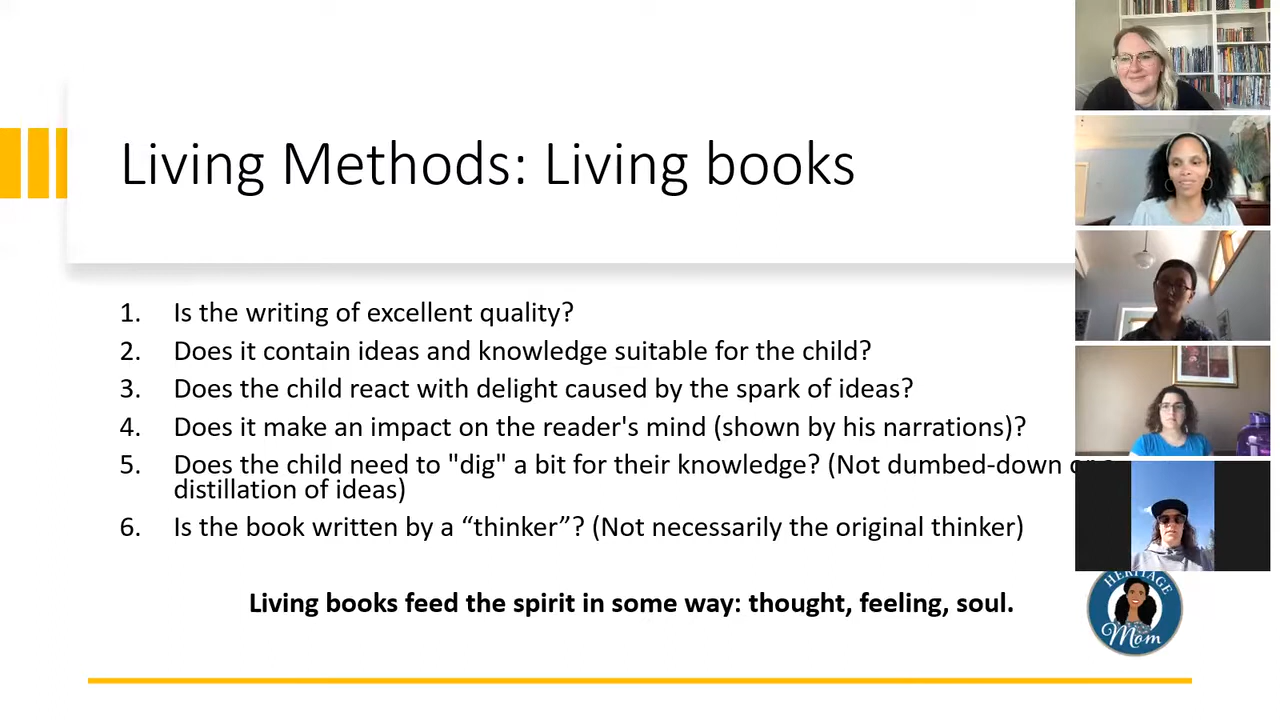 Living Methods: Living books
1. Is the writing of excellent quality?
2. Does it contain ideas and knowledge suitable for the child?
3. Does the child react with delight caused by the spark of ideas?
4. Does it make an impact on the reader's mind (shown by his narrations)?
5. Does the child need to "dig" a bit for their knowledge? (Not dumbed-down
distillation of ideas)
6. Is the book written by a “thinker”? (Not necessarily the original thinker)
Living books feed the spirit in some way: thought, feeling, soul.
HERITAGE
Mom